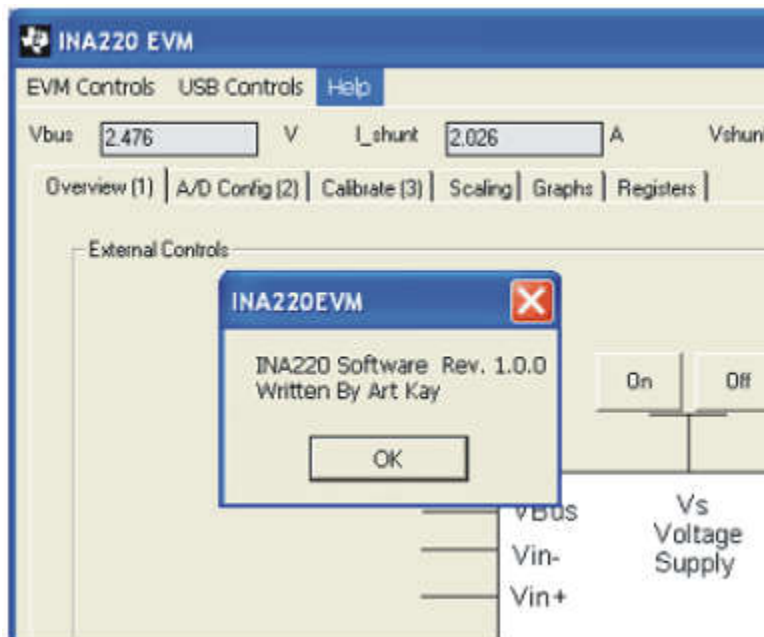 INA220 EVM
EVM Controls USB Controls Help
Vbus 2.476 V I_shunt 2.026 A Vshun
Overview (1) A/D Config (2) Calibrate (3) Scaling Graphs Registers
External Controls
INA220EVM
INA220 Software Rev. 1.0.0
Written By Art Kay
OK
On Off
VBus
Vin-
Vin+
Vs
Voltage
Supply